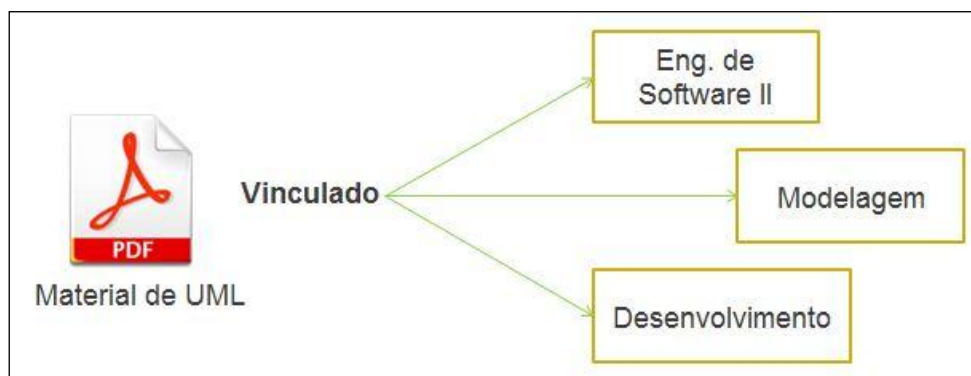 PDF
Material de UML
Vinculado
Eng. de
Software II
Modelagem
Desenvolvimento